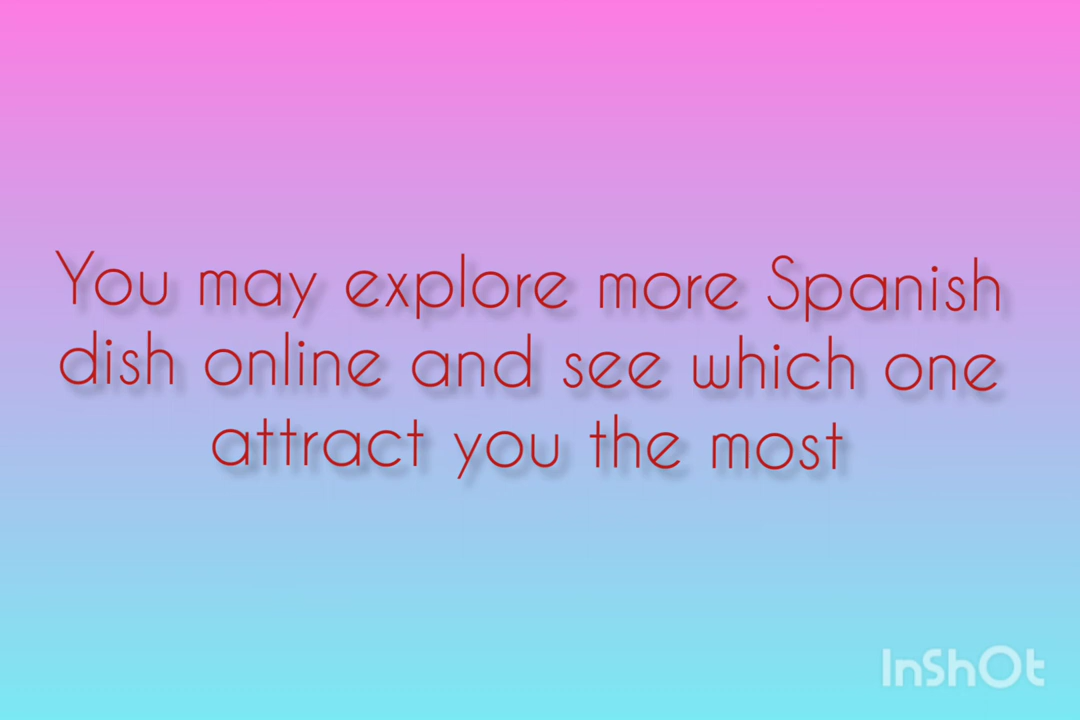 You may explore more Spanish
dish online and see which one
attract you the most
InShOt